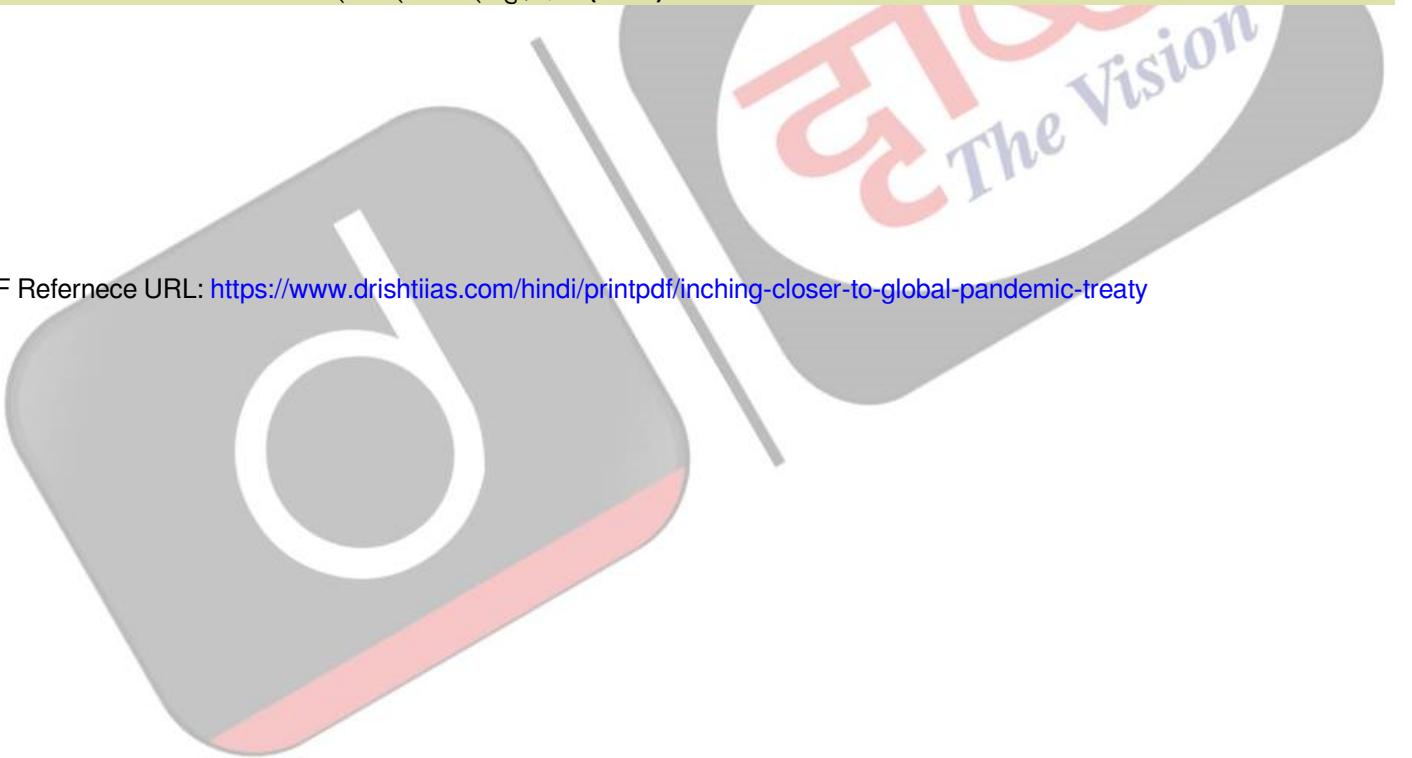 The Vision
F Refernece URL: https://www.drishtiias.com/hindi/printpdf/inching-closer-to-global-pandemic-treaty
d